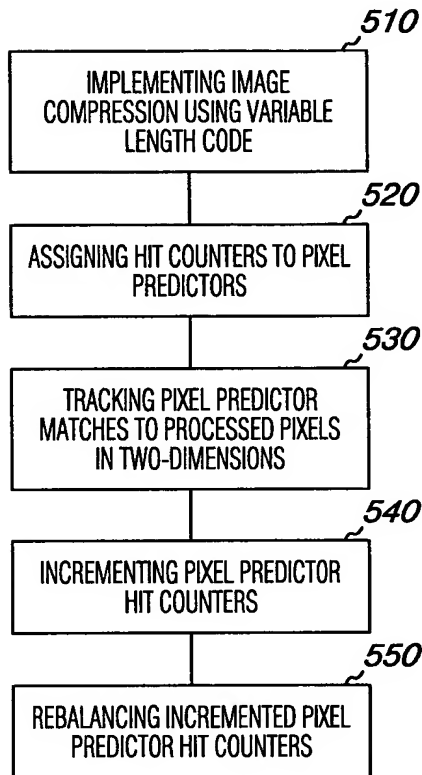 510
IMPLEMENTING IMAGE
COMPRESSION USING VARIABLE
LENGTH CODE
520
ASSIGNING HIT COUNTERS TO PIXEL
PREDICTORS
530
TRACKING PIXEL PREDICTOR
MATCHES TO PROCESSED PIXELS
IN TWO-DIMENSIONS
540
INCREMENTING PIXEL PREDICTOR
HIT COUNTERS
550
REBALANCING INCREMENTED PIXEL
PREDICTOR HIT COUNTERS